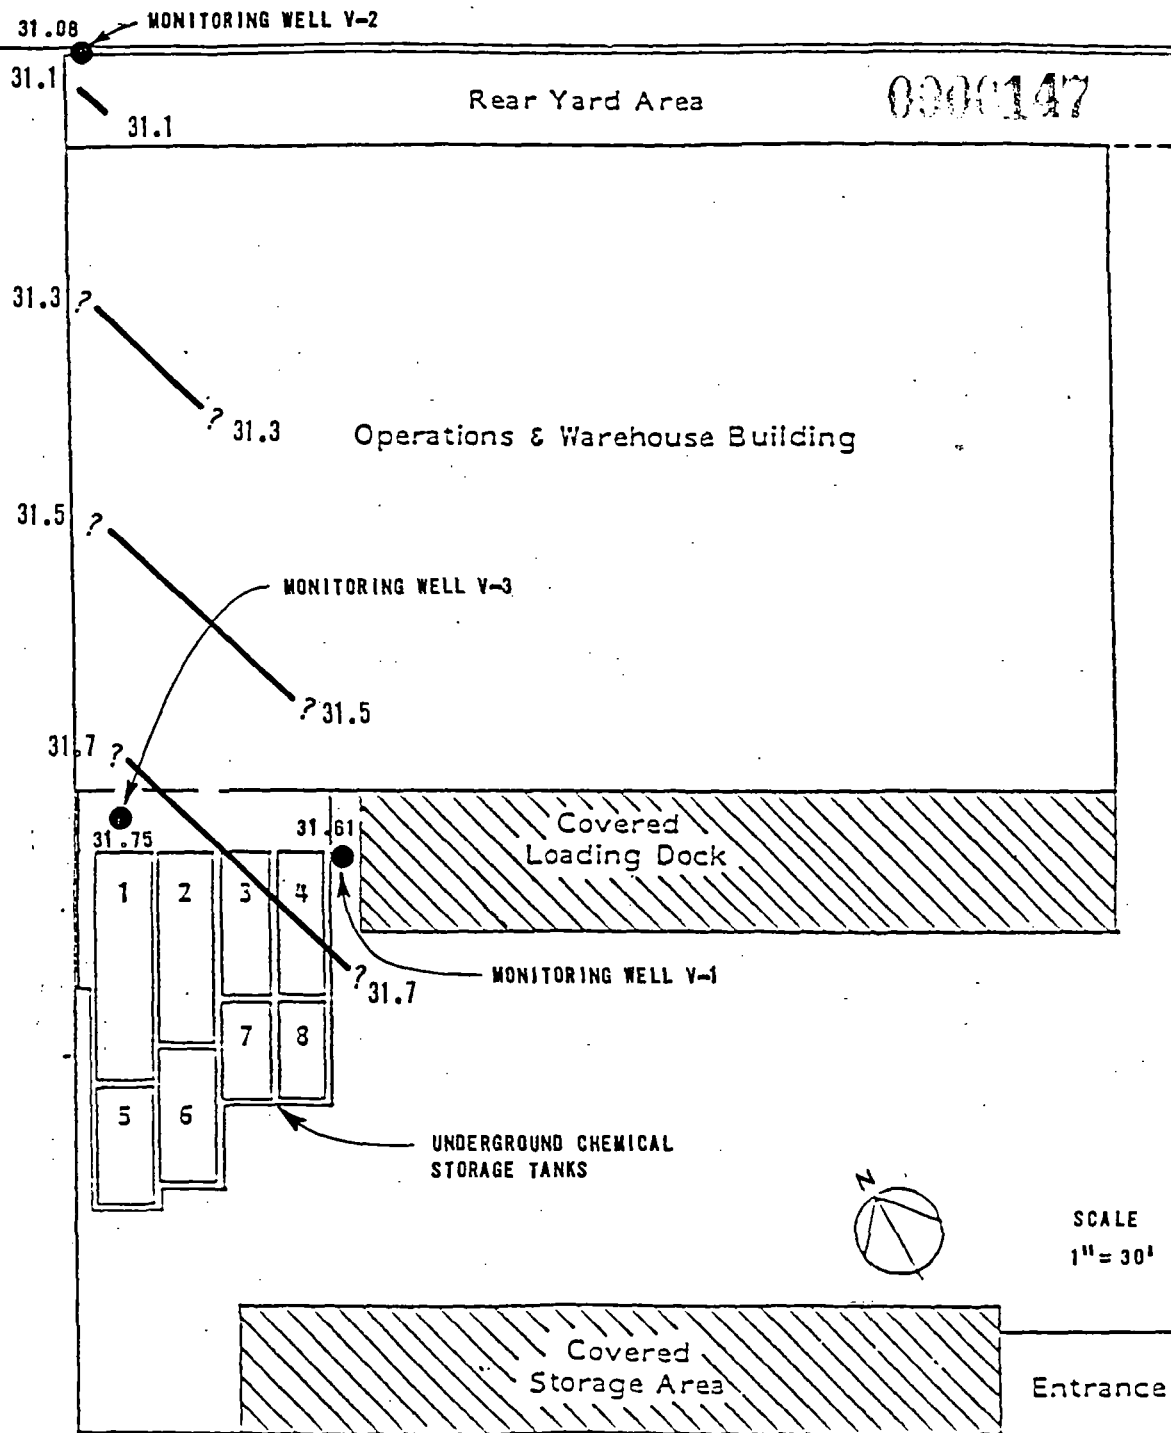 31.08
MONITORING WELL V-2
31.1
31.1
Rear Yard Area
0000147
31.3 ?
? 31.3
Operations & Warehouse Building
31.5 ?
MONITORING WELL V-3
? 31.5
31.7 ?
31.75
31.61
Covered
Loading Dock
1 2 3 4
? 31.7
MONITORING WELL V-1
7 8
5 6
UNDERGROUND CHEMICAL
STORAGE TANKS
N
SCALE
1" = 30'
Covered
Storage Area
Entrance